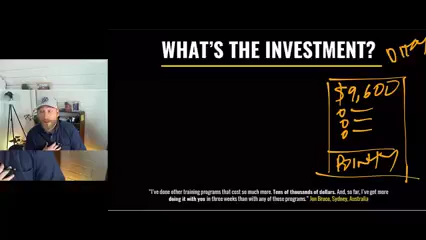 WHAT'S THE INVESTMENT?
$9,600
"I've done other training programs that cost so much more. Tens of thousands of dollars. And, so far, I've got more
doing it with you in three weeks than with any of those programs." Jon Bruce, Sydney, Australia